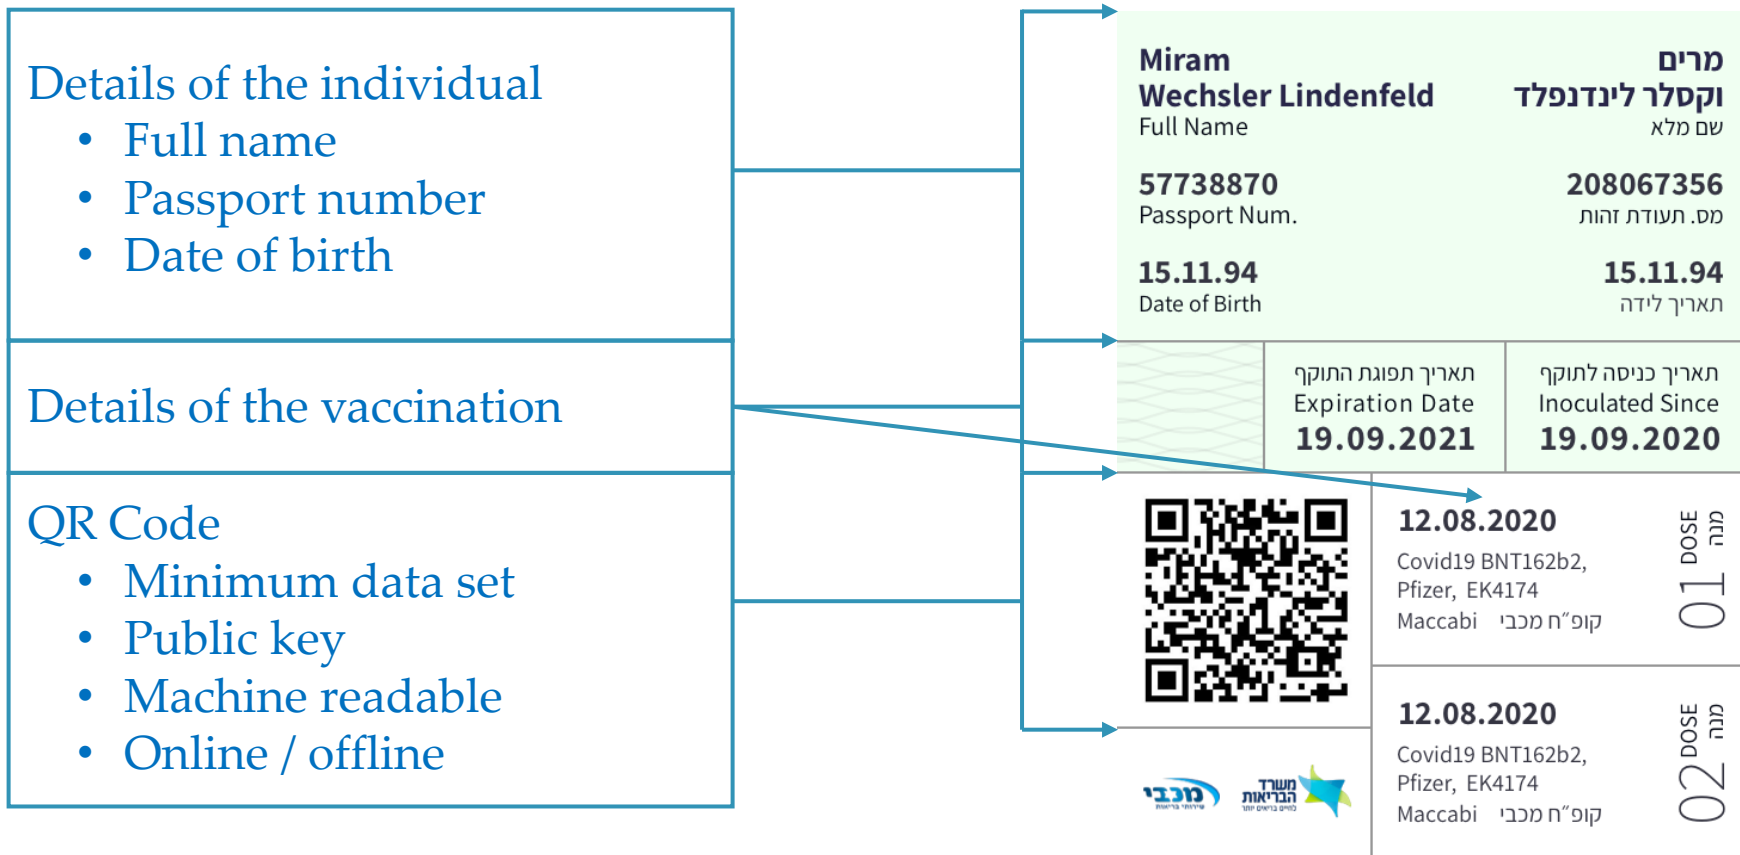 Details of the individual
• Full name
• Passport number
• Date of birth
Details of the vaccination
QR Code
• Minimum data set
• Public key
• Machine readable
• Online / offline
Miram
Wechsler Lindenfeld
Full Name
מרים
וקסלר לינדנפלד
שם מלא
57738870
Passport Num.
208067356
מס. תעודת זהות
15.11.94
Date of Birth
15.11.94
תאריך לידה
תאריך תפוגת התוקף
Expiration Date
19.09.2021
תאריך כניסה לתוקף
Inoculated Since
19.09.2020
12.08.2020
Covid19 BNT162b2,
Pfizer, EK4174
Maccabi קופ״ח מכבי
01 DOSE מנה
12.08.2020
Covid19 BNT162b2,
Pfizer, EK4174
Maccabi קופ״ח מכבי
02 DOSE מנה
מכבי
שירותי בריאות
משרד
הבריאות
לחיים בריאים יותר